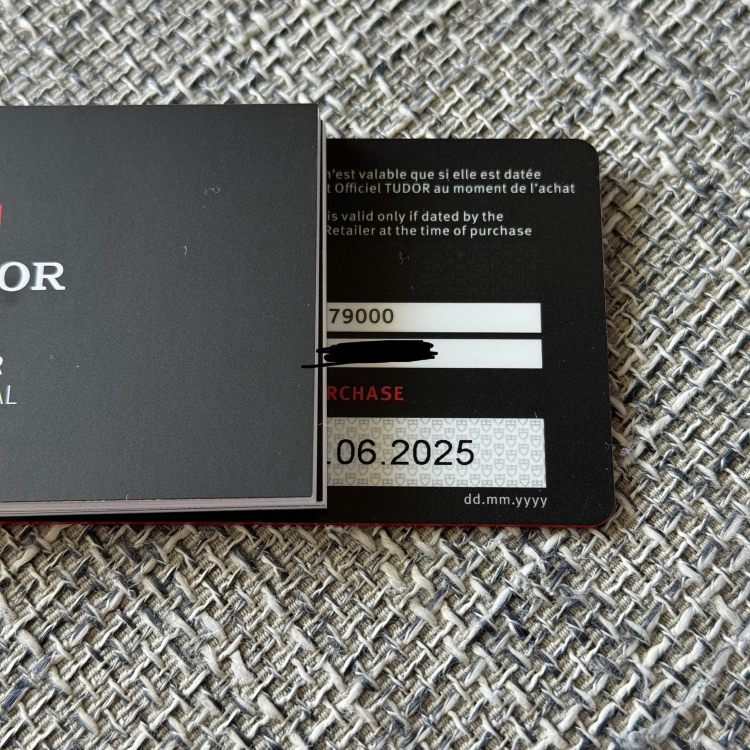 OR
R
AL
n'est valable que si elle est datée
t Officiel TUDOR au moment de l'achat
is valid only if dated by the
Retailer at the time of purchase
79000
RCHASE
.06.2025
dd.mm.yyyy